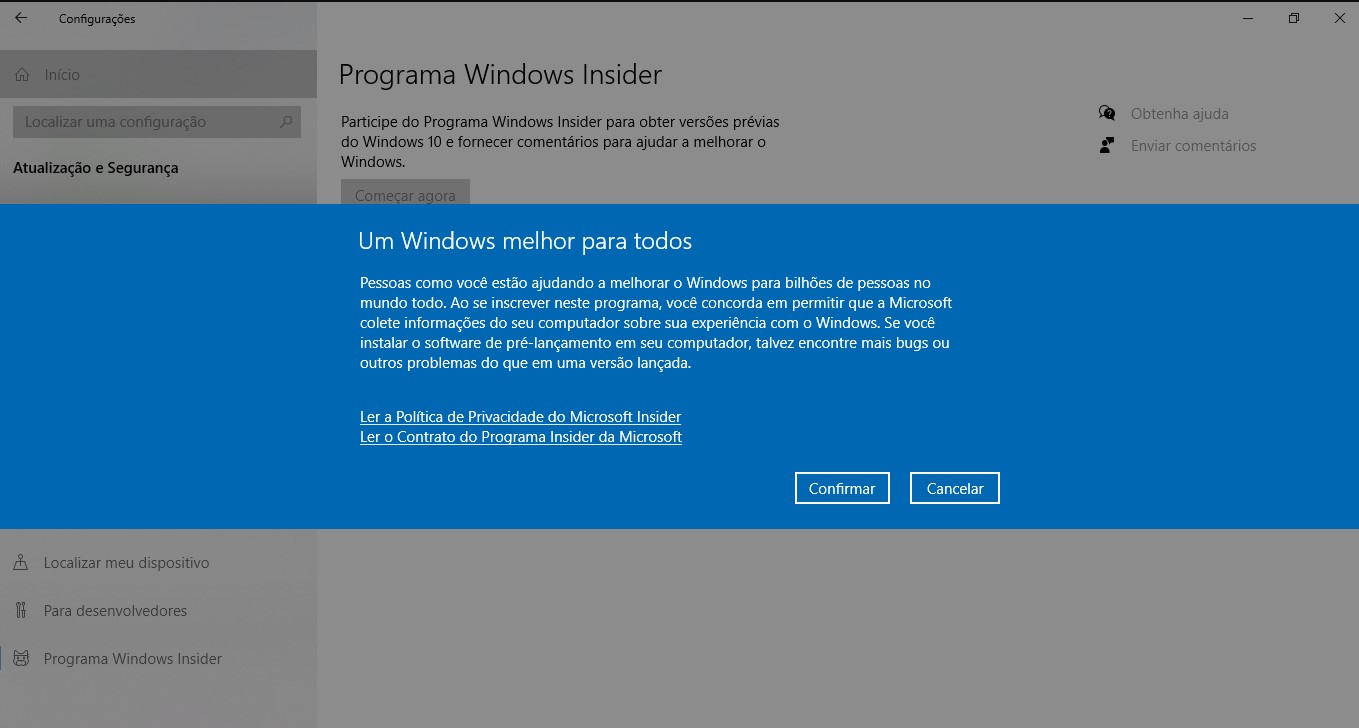 Configurações
Início
Localizar uma configuração
Atualização e Segurança
Programa Windows Insider
Participe do Programa Windows Insider para obter versões prévias
do Windows 10 e fornecer comentários para ajudar a melhorar o
Windows.
Começar agora
Obtenha ajuda
Enviar comentários
Um Windows melhor para todos
Pessoas como você estão ajudando a melhorar o Windows para bilhões de pessoas no
mundo todo. Ao se inscrever neste programa, você concorda em permitir que a Microsoft
colete informações do seu computador sobre sua experiência com o Windows. Se você
instalar o software de pré-lançamento em seu computador, talvez encontre mais bugs ou
outros problemas do que em uma versão lançada.
Ler a Política de Privacidade do Microsoft Insider
Ler o Contrato do Programa Insider da Microsoft
Confirmar
Cancelar
Localizar meu dispositivo
Para desenvolvedores
Programa Windows Insider